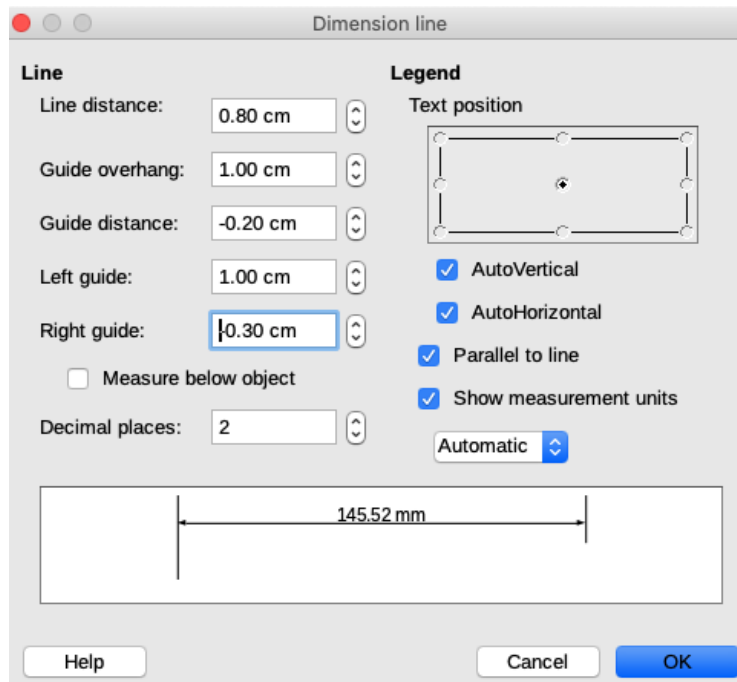 Dimension line
Line
Line distance: 0.80 cm
Guide overhang: 1.00 cm
Guide distance: -0.20 cm
Left guide: 1.00 cm
Right guide: -0.30 cm
Measure below object
Decimal places: 2
Legend
Text position
AutoVertical
AutoHorizontal
Parallel to line
Show measurement units
Automatic
145.52 mm
Help Cancel OK